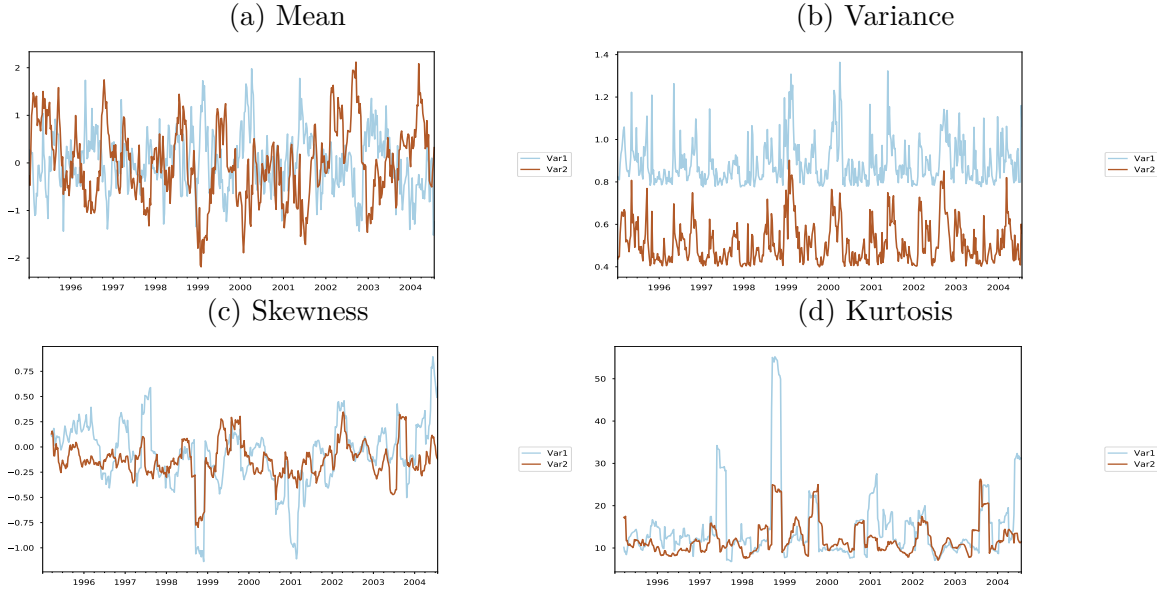 (a) Mean
2
1
0
−1
−2
1996 1997 1998 1999 2000 2001 2002 2003 2004
Var1
Var2
(b) Variance
1.4
1.2
1.0
0.8
0.6
0.4
1996 1997 1998 1999 2000 2001 2002 2003 2004
Var1
Var2
(c) Skewness
0.75
0.50
0.25
0.00
−0.25
−0.50
−0.75
−1.00
1996 1997 1998 1999 2000 2001 2002 2003 2004
Var1
Var2
(d) Kurtosis
50
40
30
20
10
1996 1997 1998 1999 2000 2001 2002 2003 2004
Var1
Var2